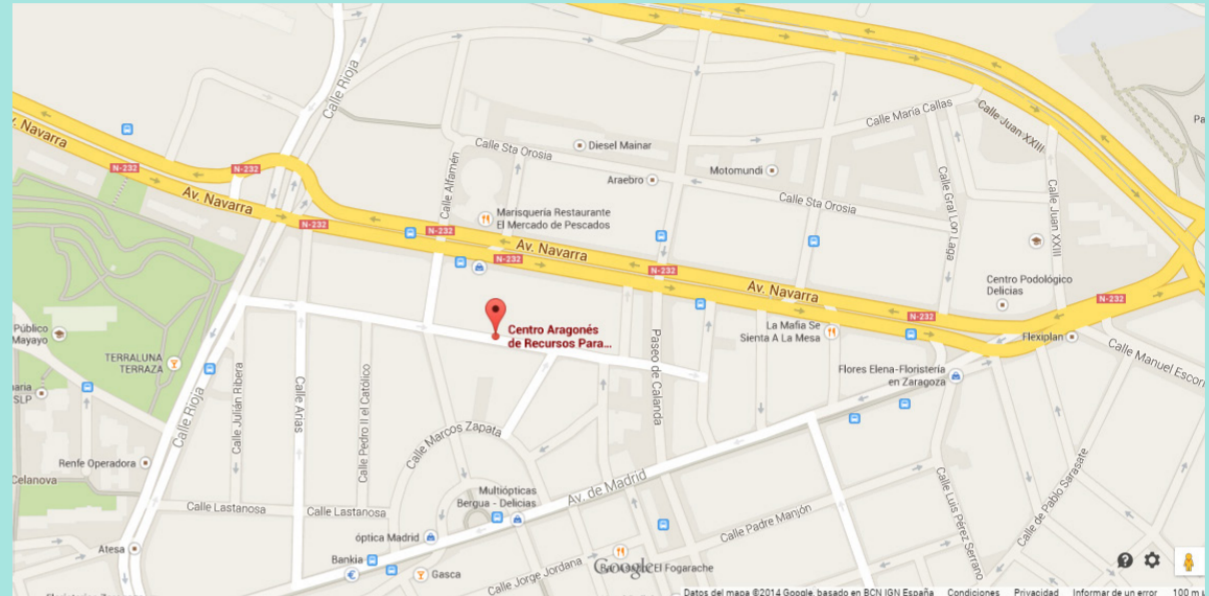 Calle Rioja
Av. Navarra
N-232
N-232
Av. Navarra
N-232
Calle Alfamén
Calle Sta Orosia
Diesel Mainar
Araebro
Motomundi
Calle María Callas
Calle Juan XXIII
Calle Sta Orosia
Calle Gral Lon Laga
Calle Juan XXIII
Marisquería Restaurante
El Mercado de Pescados
N-232
Av. Navarra
N-232
Av. Navarra
N-232
N-232
Centro Podológico
Delicias
Flexiplan
Calle Manuel Escori
La Mafia Se
Sienta A La Mesa
Flores Elena-Floristería
en Zaragoza
Centro Aragonés
de Recursos Para...
Público
Mayayo
TERRALUNA
TERRAZA
SLP
Calle Rioja
Calle Julián Ribera
Calle Arias
Calle Pedro II el Católico
Calle Marcos Zapata
Paseo de Calanda
Renfe Operadora
Celanova
Calle Lastanosa
Calle Lastanosa
Multiópticas
Bergua - Delicias
Av. de Madrid
óptica Madrid
Calle Padre Manjón
Calle Luis Pérez Serrano
Calle de Pablo Sarasate
Atesa
Bankia
Gasca
Calle Jorge Jordana
Google
El Fogarache
Datos del mapa ©2014 Google, basado en BCN IGN España
Condiciones
Privacidad
Informar de un error
100 m